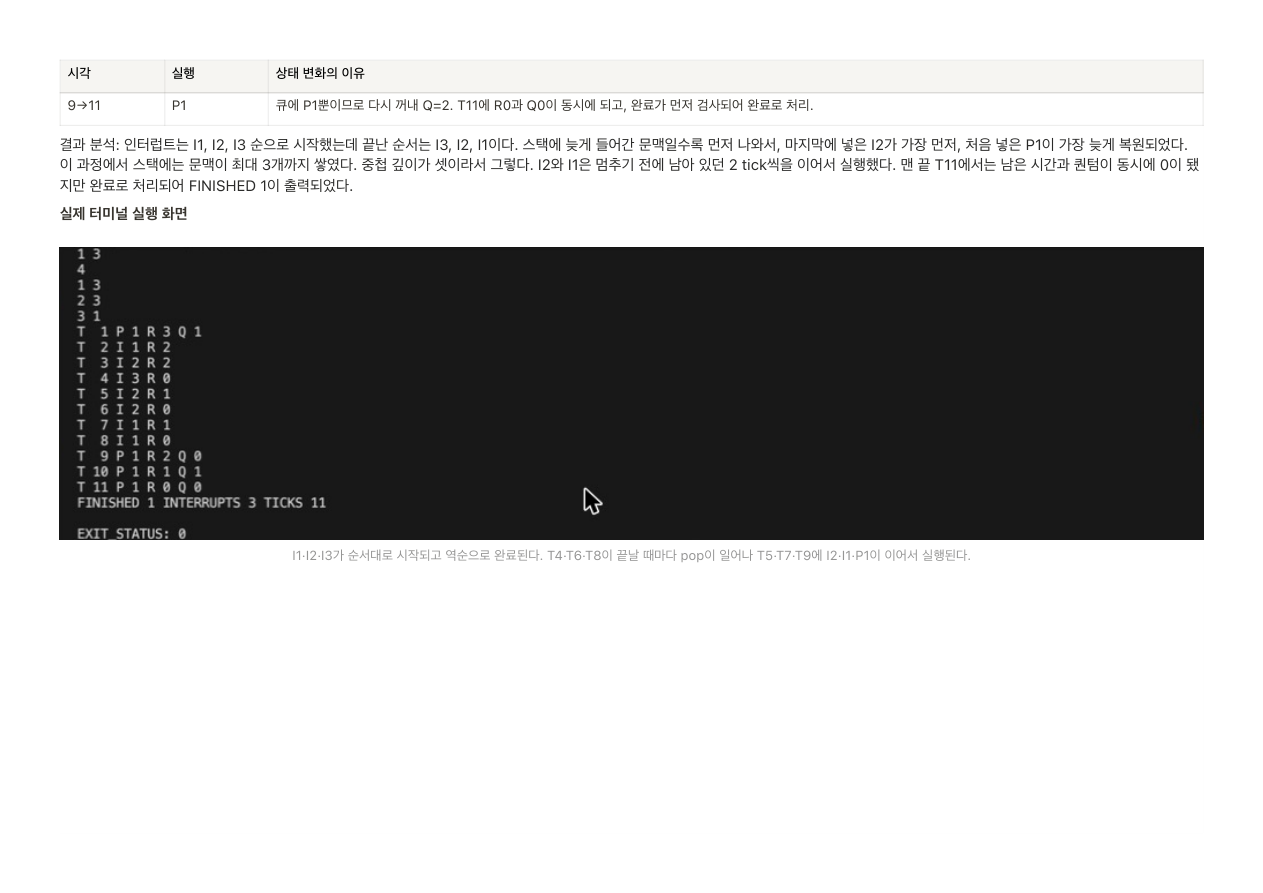 시각 실행 상태 변화의 이유
9→11 P1 큐에 P1뿐이므로 다시 꺼내 Q=2. T11에 R0과 Q0이 동시에 되고, 완료가 먼저 검사되어 완료로 처리.
결과 분석: 인터럽트는 I1, I2, I3 순으로 시작했는데 끝난 순서는 I3, I2, I1이다. 스택에 늦게 들어간 문맥일수록 먼저 나와서, 마지막에 넣은 I2가 가장 먼저, 처음 넣은 P1이 가장 늦게 복원되었다.
이 과정에서 스택에는 문맥이 최대 3개까지 쌓였다. 중첩 깊이가 셋이라서 그렇다. I2와 I1은 멈추기 전에 남아 있던 2 tick씩을 이어서 실행했다. 맨 끝 T11에서는 남은 시간과 퀀텀이 동시에 0이 됐
지만 완료로 처리되어 FINISHED 1이 출력되었다.
실제 터미널 실행 화면
1 3
4
1 3
2 3
3 1
T  1 P 1 R 3 Q 1
T  2 I 1 R 2
T  3 I 2 R 2
T  4 I 3 R 0
T  5 I 2 R 1
T  6 I 2 R 0
T  7 I 1 R 1
T  8 I 1 R 0
T  9 P 1 R 2 Q 0
T 10 P 1 R 1 Q 1
T 11 P 1 R 0 Q 0
FINISHED 1 INTERRUPTS 3 TICKS 11
EXIT_STATUS: 0
I1·I2·I3가 순서대로 시작되고 역순으로 완료된다. T4·T6·T8이 끝날 때마다 pop이 일어나 T5·T7·T9에 I2·I1·P1이 이어서 실행된다.